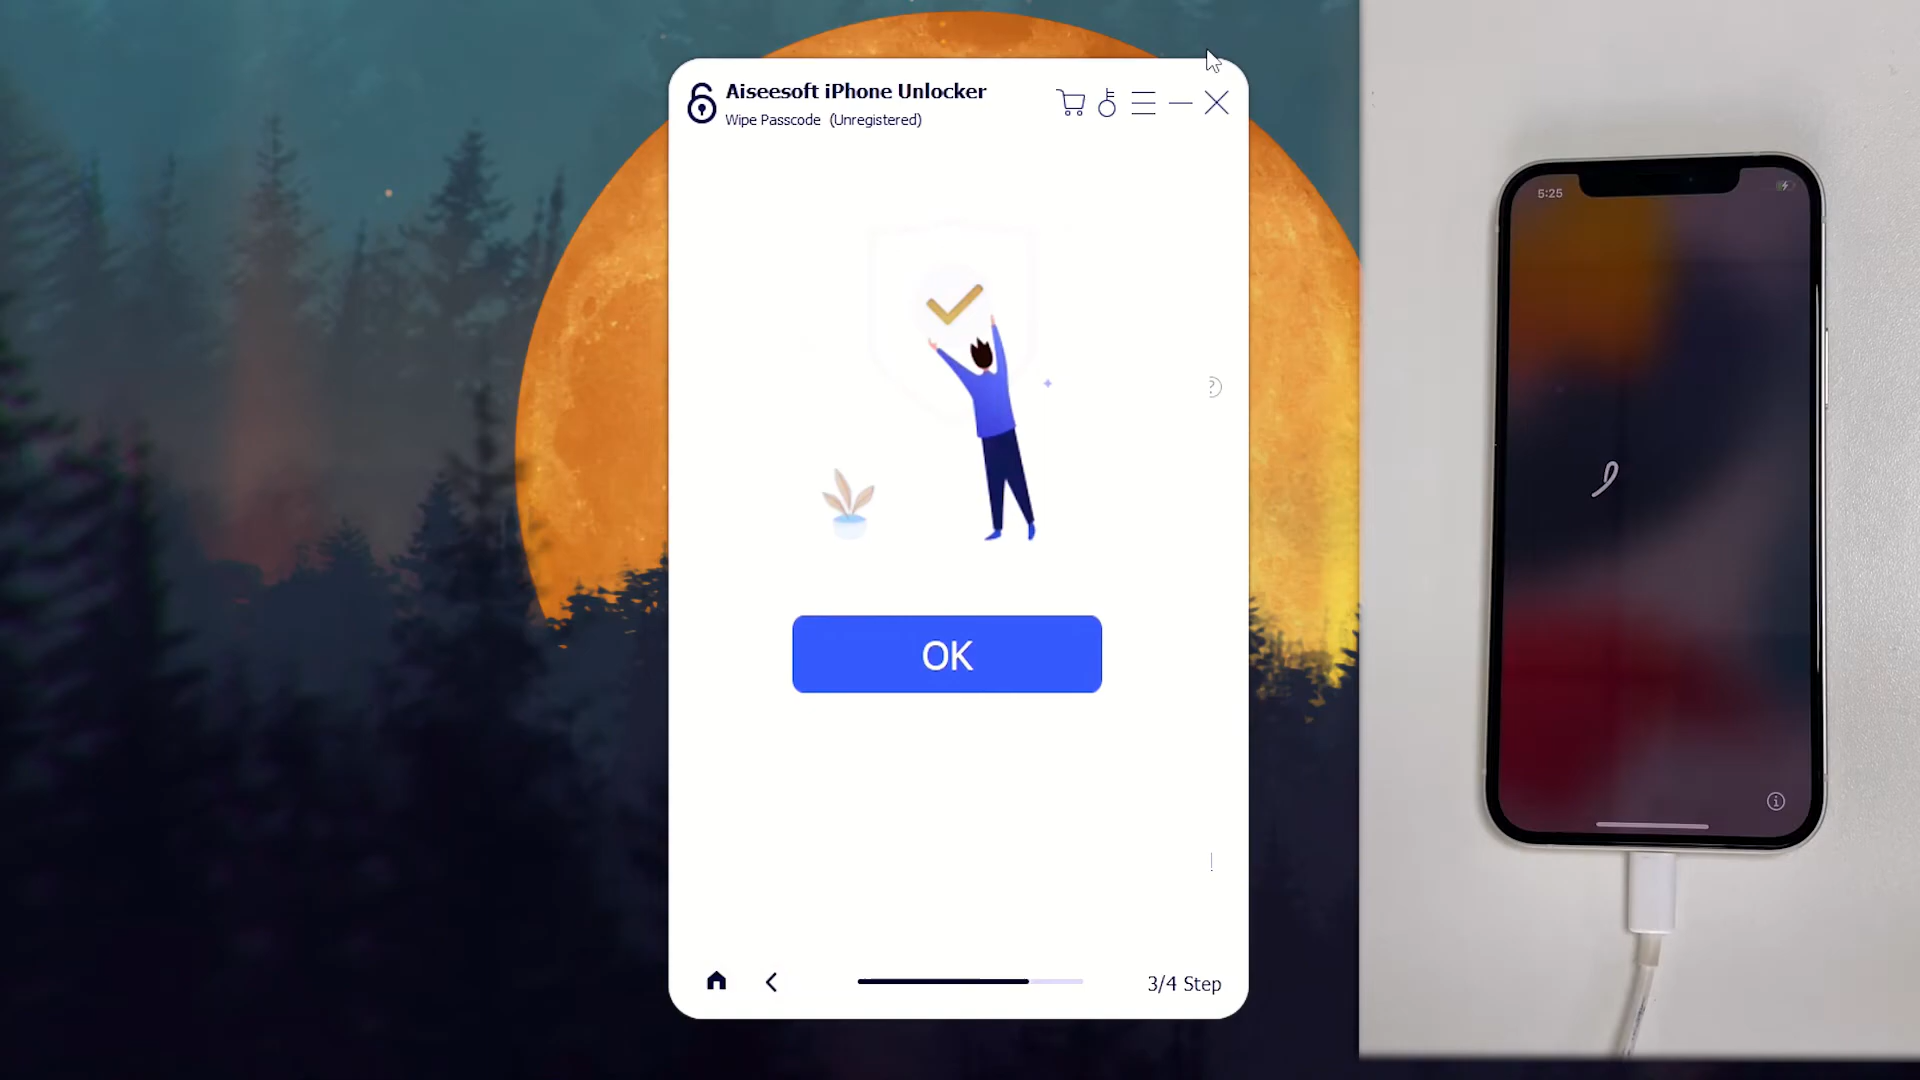 Aiseesoft iPhone Unlocker
Wipe Passcode (Unregistered)
5:25
OK
3/4 Step